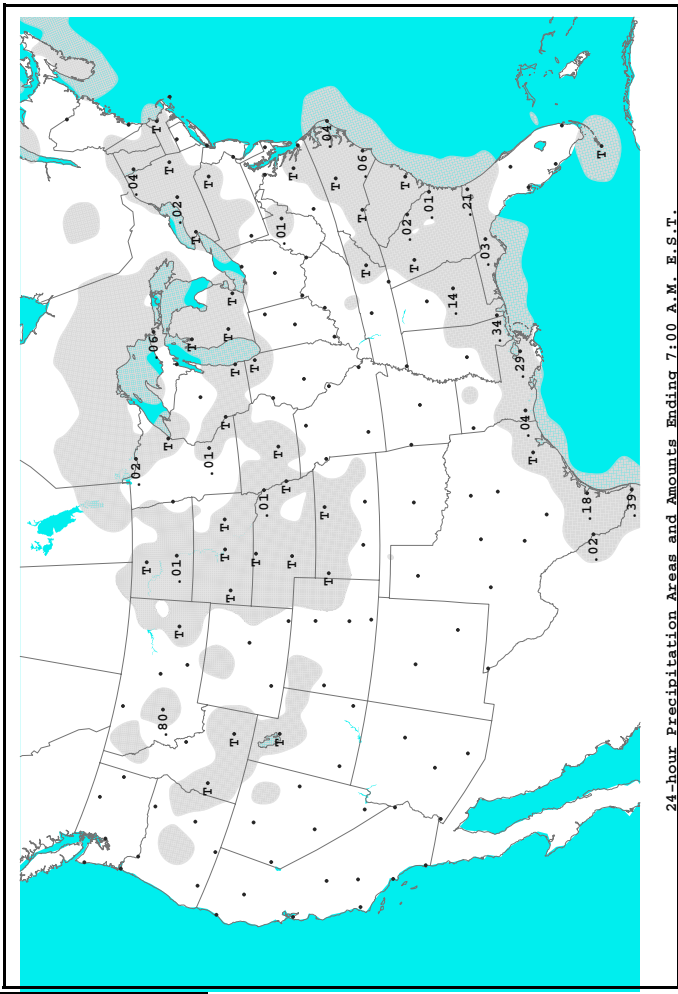 .04
.02
T
.06
T
.08
T
T
.01
.02
T
T
T
T
T
.01
T
T
T
T
T
T
T
T
T
T
.01
T
T
.01
T
T
T
T
.04
T
T
.06
T
T
T
.02
T
.01
.14
.21
.03
.34
.29
.04
T
.18
.02
T
.39
24-hour Precipitation Areas and Amounts Ending 7:00 A.M. E.S.T.